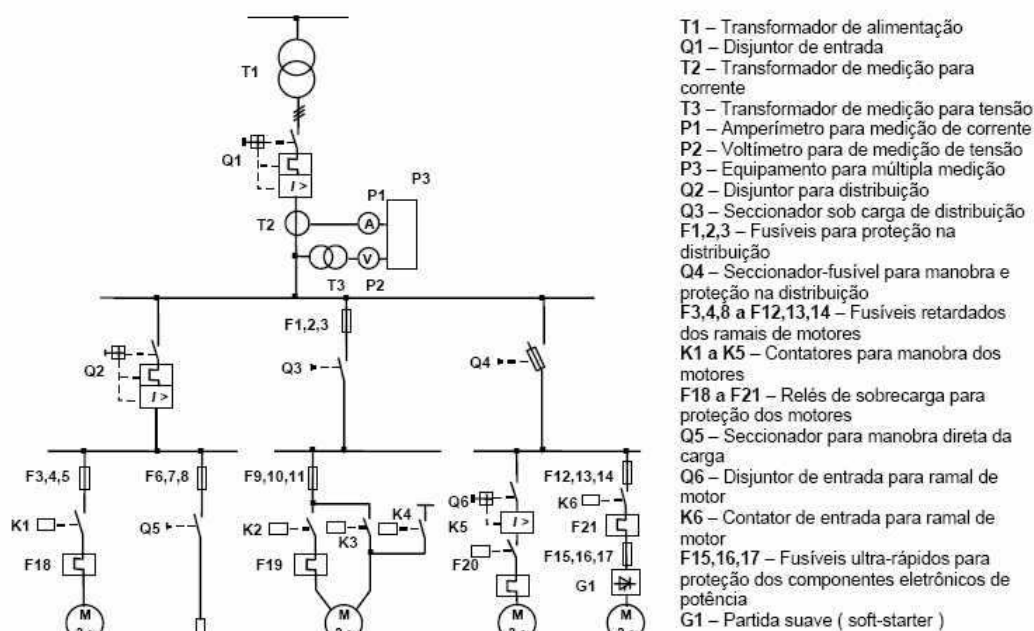 T1
Q1
I >
P3
P1
T2
A
V
T3
P2
F1,2,3
Q2
I >
Q3
Q4
F3,4,5
F6,7,8
F9,10,11
F12,13,14
K1
Q5
K2
K3
K4
Q6
K5
I >
K6
F21
F18
F19
F20
F15,16,17
G1
M
M
M
M
T1 – Transformador de alimentação
Q1 – Disjuntor de entrada
T2 – Transformador de medição para
corrente
T3 – Transformador de medição para tensão
P1 – Amperímetro para medição de corrente
P2 – Voltímetro para de medição de tensão
P3 – Equipamento para múltipla medição
Q2 – Disjuntor para distribuição
Q3 – Seccionador sob carga de distribuição
F1,2,3 – Fusíveis para proteção na
distribuição
Q4 – Seccionador-fusível para manobra e
proteção na distribuição
F3,4,8 a F12,13,14 – Fusíveis retardados
dos ramais de motores
K1 a K5 – Contatores para manobra dos
motores
F18 a F21 – Relés de sobrecarga para
proteção dos motores
Q5 – Seccionador para manobra direta da
carga
Q6 – Disjuntor de entrada para ramal de
motor
K6 – Contator de entrada para ramal de
motor
F15,16,17 – Fusíveis ultra-rápidos para
proteção dos componentes eletrônicos de
potência
G1 – Partida suave ( soft-starter )